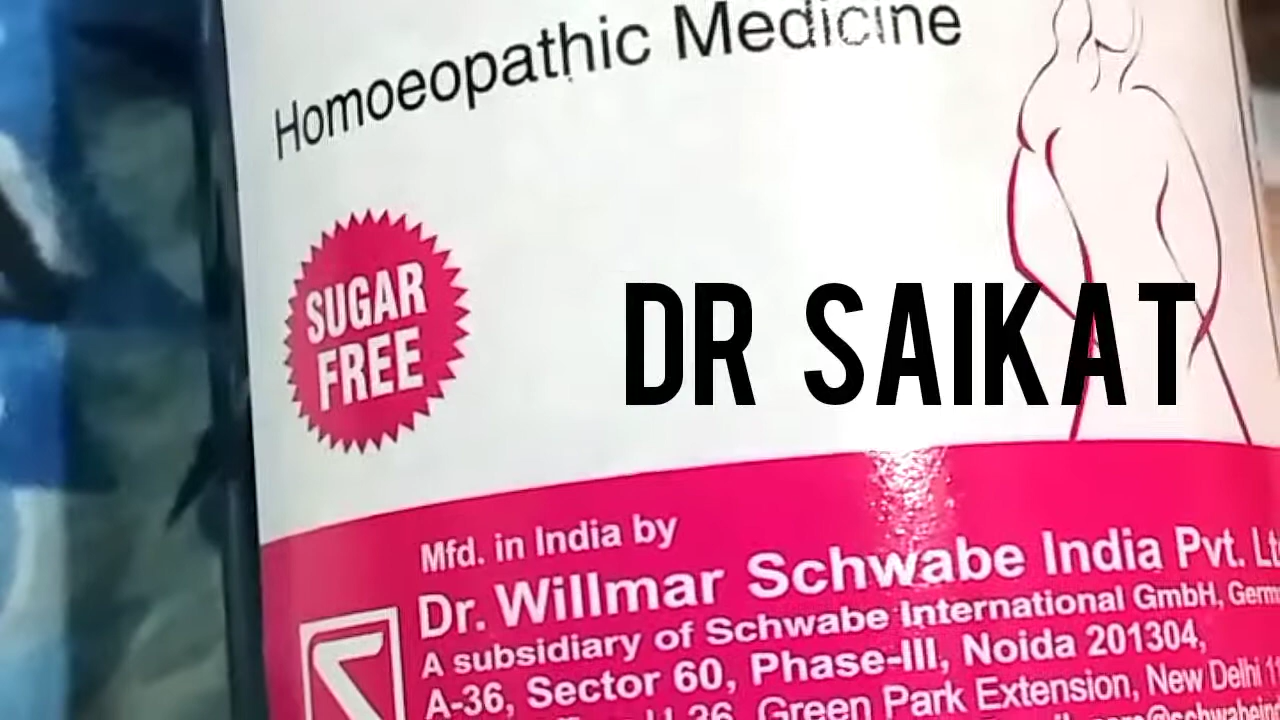 Homoeopathic Medicine
SUGAR
FREE
DR SAIKAT
Mfd. in India by
Dr. Willmar Schwabe India Pvt.
A subsidiary of Schwabe International GmbH,
A-36, Sector 60, Phase-III, Noida 201304,
Green Park Extension, New Delhi